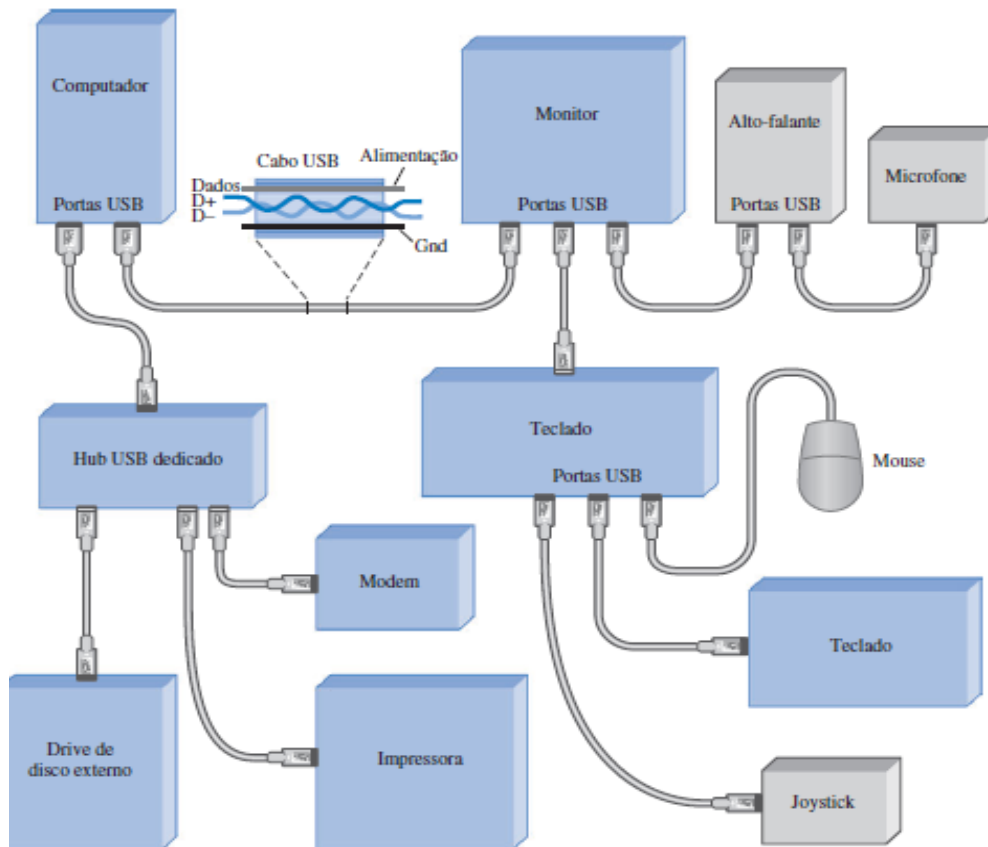 Computador
Portas USB
Cabo USB
Alimentação
Dados
D+
D–
Gnd
Monitor
Portas USB
Alto-falante
Portas USB
Microfone
Hub USB dedicado
Teclado
Portas USB
Mouse
Modem
Teclado
Drive de
disco externo
Impressora
Joystick